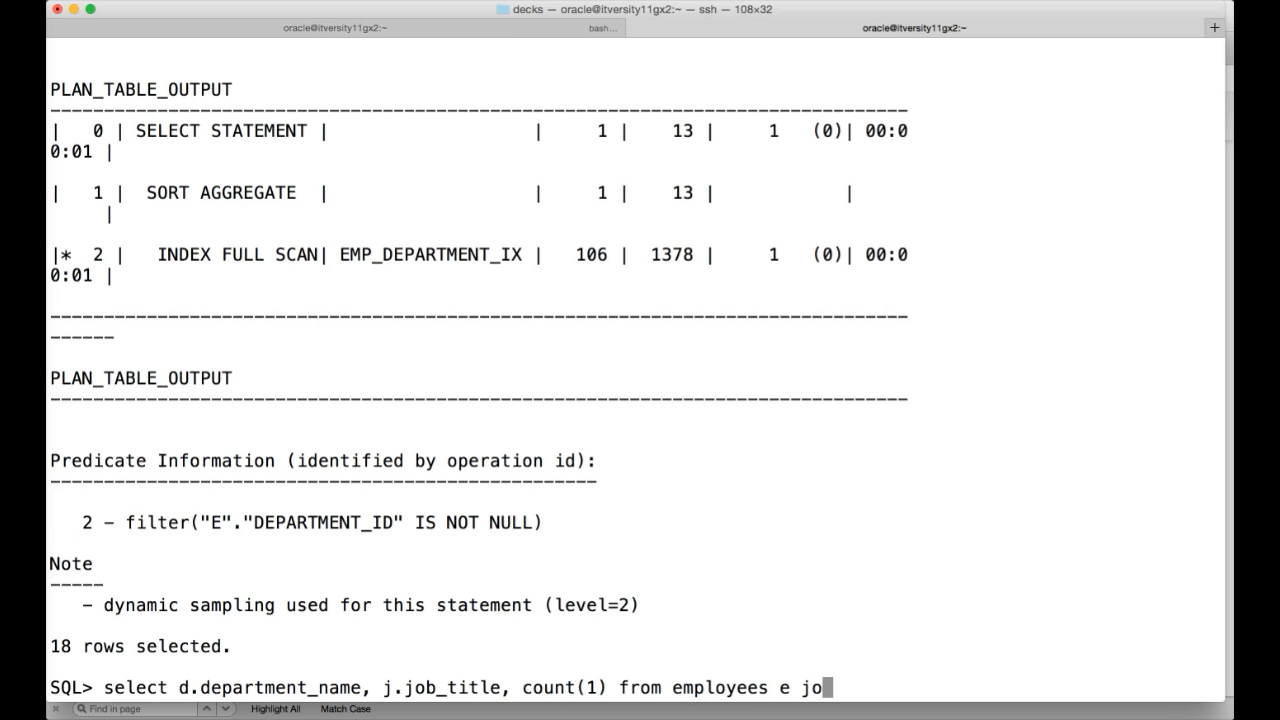 decks — oracle@itversity11gx2:~ — ssh — 108×32
oracle@itversity11gx2:~ bash... oracle@itversity11gx2:~ +
PLAN_TABLE_OUTPUT
--------------------------------------------------------------------------------
|   0 | SELECT STATEMENT |                   |     1 |    13 |     1   (0)| 00:0
0:01 |
|   1 |  SORT AGGREGATE  |                   |     1 |    13 |            |
     |
|*  2 |   INDEX FULL SCAN| EMP_DEPARTMENT_IX |   106 |  1378 |     1   (0)| 00:0
0:01 |
--------------------------------------------------------------------------------
------
PLAN_TABLE_OUTPUT
--------------------------------------------------------------------------------
Predicate Information (identified by operation id):
---------------------------------------------------
   2 - filter("E"."DEPARTMENT_ID" IS NOT NULL)
Note
-----
   - dynamic sampling used for this statement (level=2)
18 rows selected.
SQL> select d.department_name, j.job_title, count(1) from employees e jo
× Find in page Highlight All Match Case